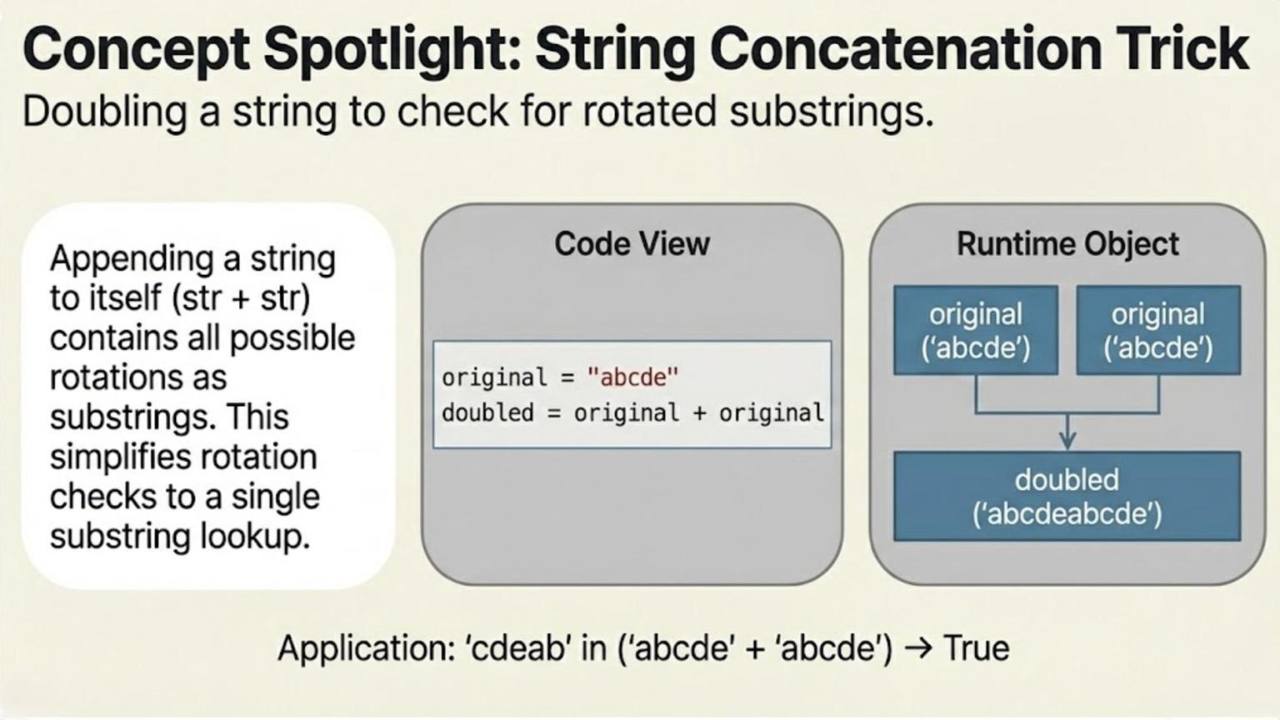 Concept Spotlight: String Concatenation Trick
Doubling a string to check for rotated substrings.
Appending a string
to itself (str + str)
contains all possible
rotations as
substrings. This
simplifies rotation
checks to a single
substring lookup.
Code View
original = "abcde"
doubled = original + original
Runtime Object
original
(‘abcde’)
original
(‘abcde’)
doubled
(‘abcdeabcde’)
Application: ‘cdeab’ in (‘abcde’ + ‘abcde’) → True